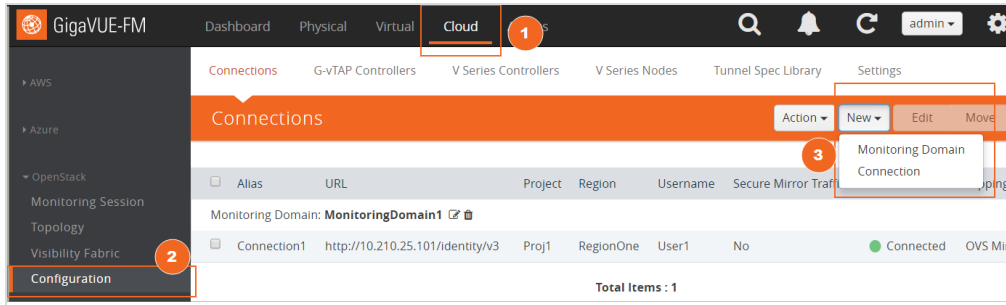 GigaVUE-FM
Dashboard Physical Virtual Cloud 1 s
admin
Connections G-vTAP Controllers V Series Controllers V Series Nodes Tunnel Spec Library Settings
AWS
Connections Action New Edit Move
Azure
3 Monitoring Domain
Connection
OpenStack
Alias URL Project Region Username Secure Mirror Traffi pping
Monitoring Session
Monitoring Domain: MonitoringDomain1
Topology
Visibility Fabric 2
Connection1 http://10.210.25.101/identity/v3 Proj1 RegionOne User1 No Connected OVS Mi
Configuration
Total Items : 1